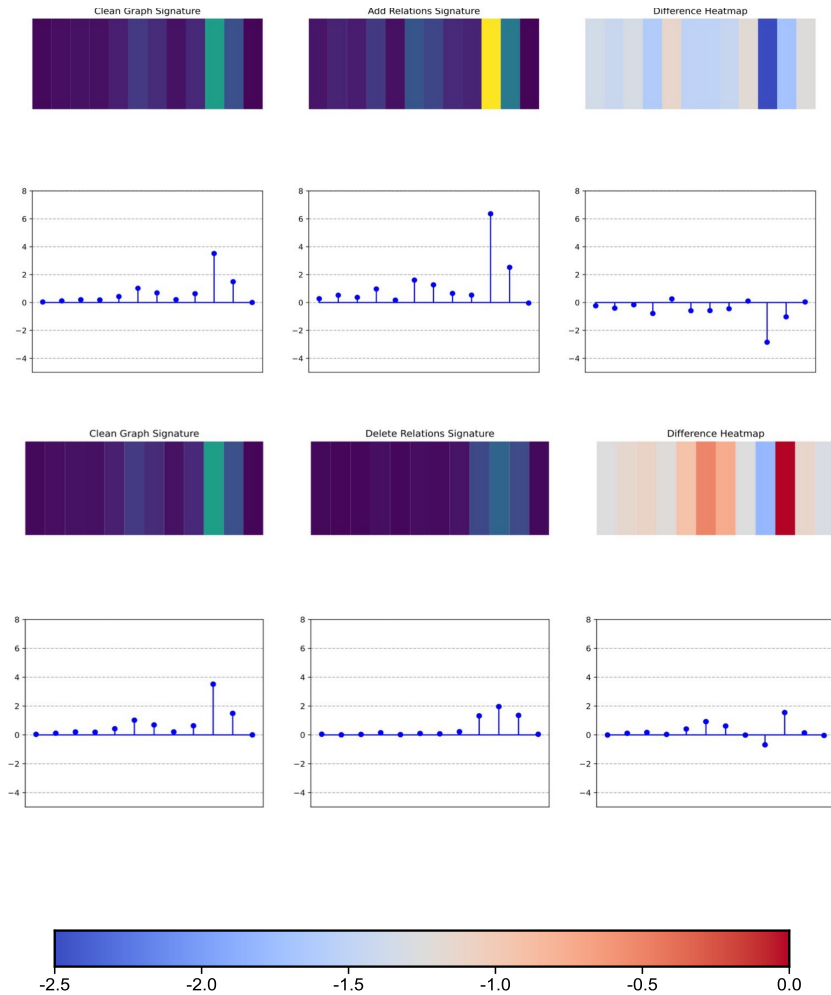 Clean Graph Signature Add Relations Signature Difference Heatmap
8 8 8
6 6 6
4 4 4
2 2 2
0 0 0
−2 −2 −2
−4 −4 −4
Clean Graph Signature Delete Relations Signature Difference Heatmap
8 8 8
6 6 6
4 4 4
2 2 2
0 0 0
−2 −2 −2
−4 −4 −4
-2.5 -2.0 -1.5 -1.0 -0.5 0.0